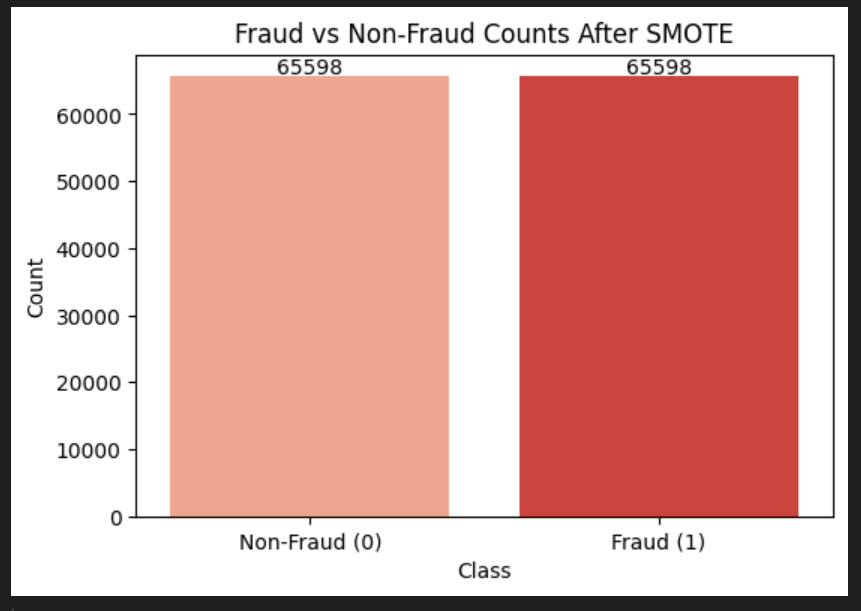 Fraud vs Non-Fraud Counts After SMOTE
65598 65598
60000
50000
40000
30000
20000
10000
0
Count
Non-Fraud (0) Fraud (1)
Class